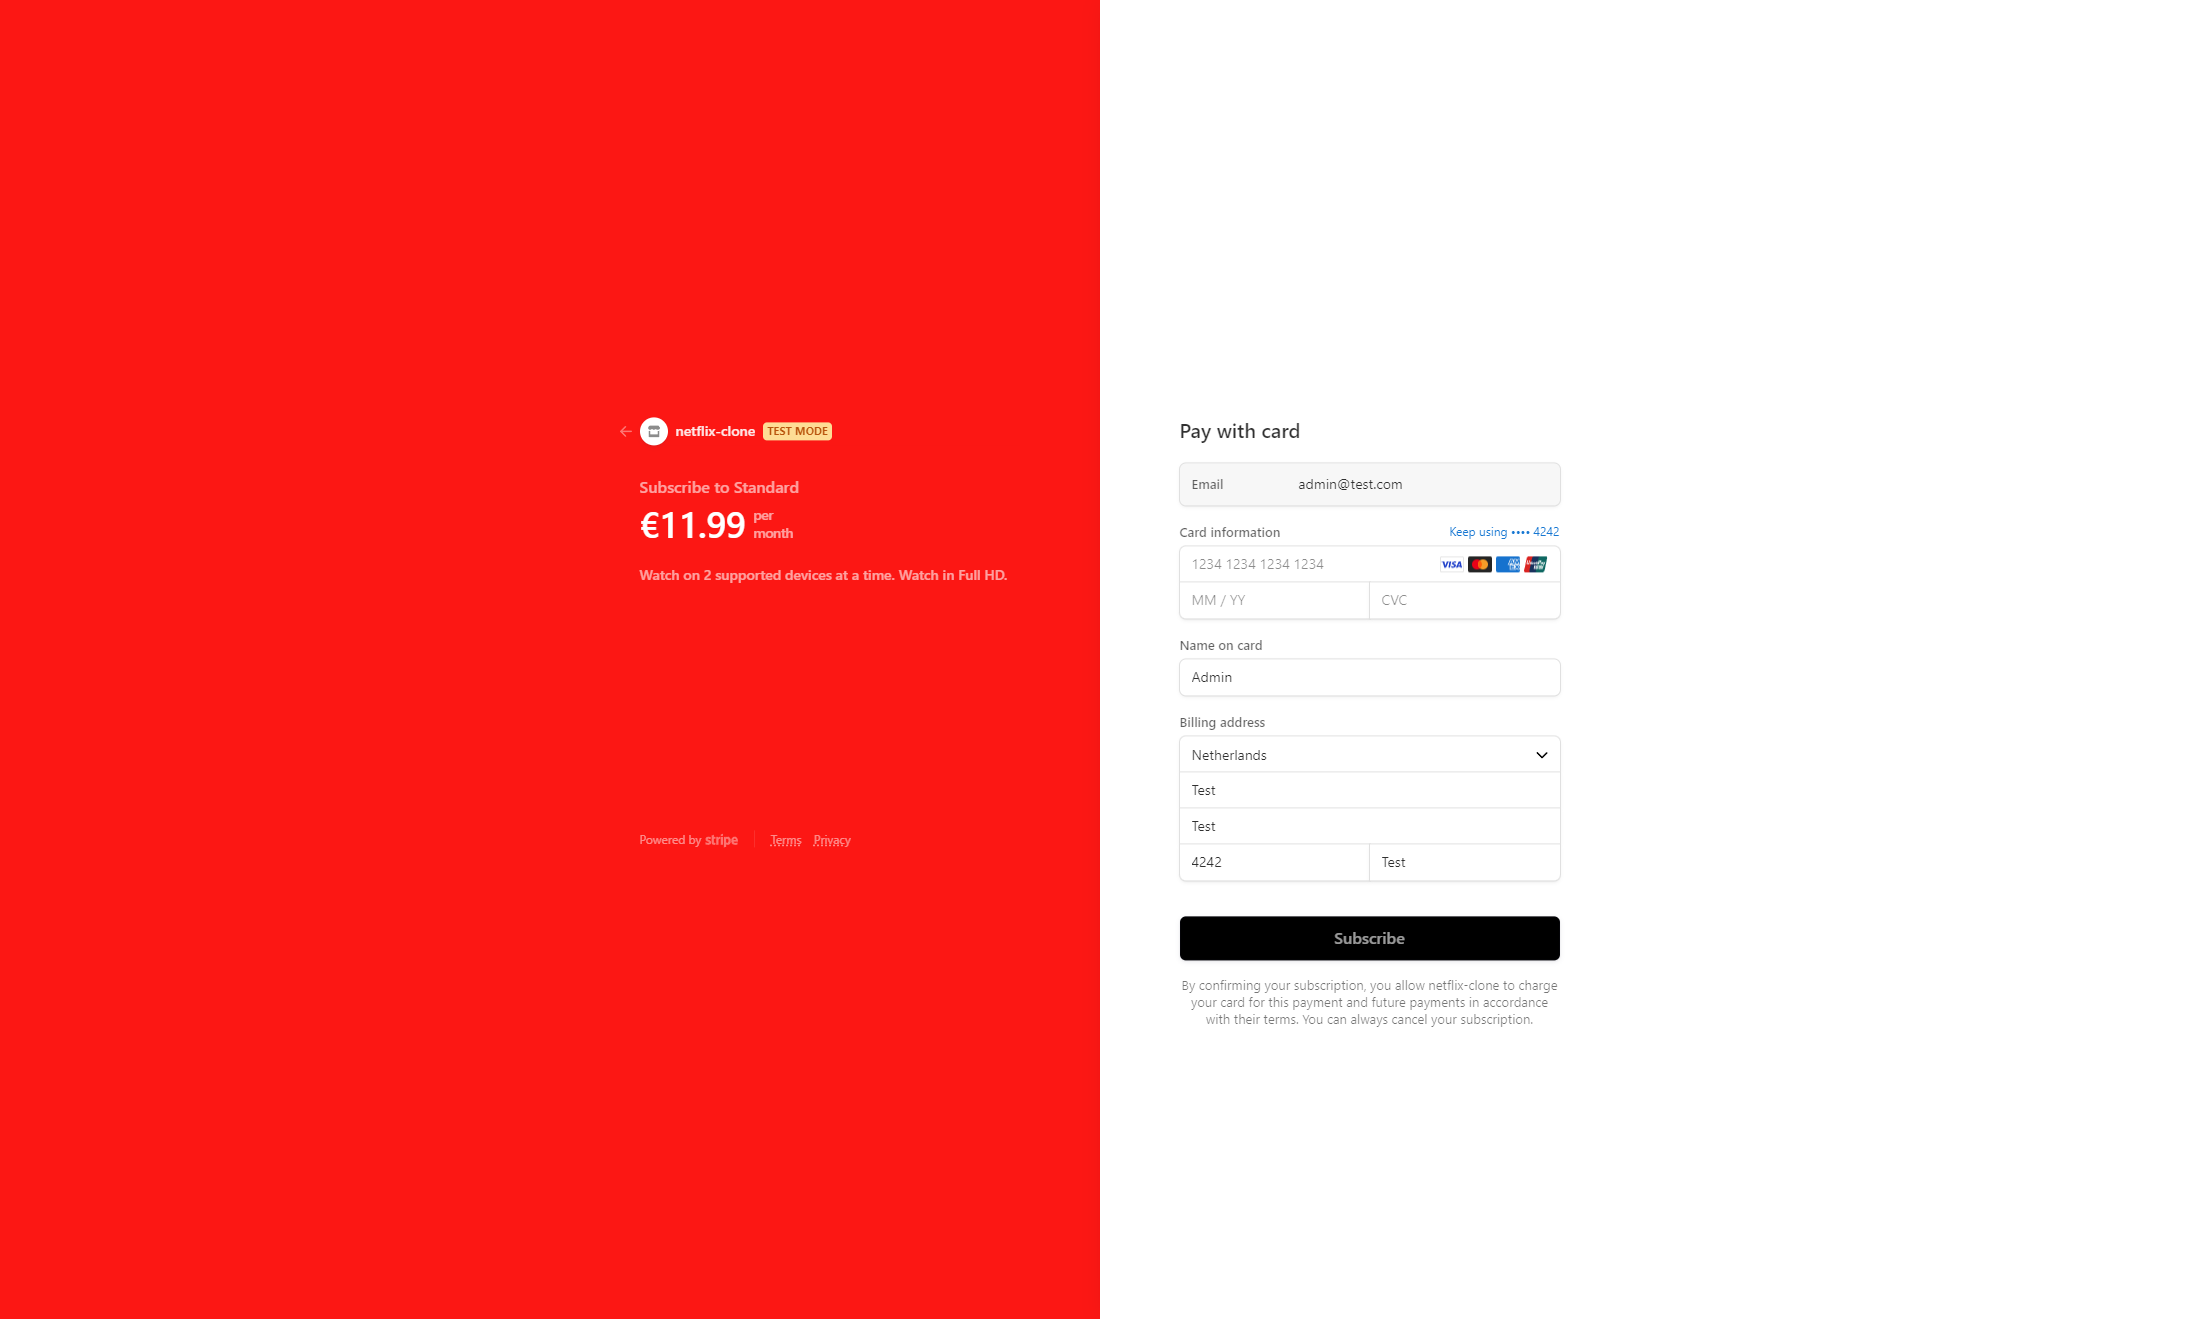 netflix-clone TEST MODE
Subscribe to Standard
€11.99 per month
Watch on 2 supported devices at a time. Watch in Full HD.
Powered by stripe
Terms Privacy
Pay with card
Email admin@test.com
Card information Keep using •••• 4242
1234 1234 1234 1234 VISA
MM / YY CVC
Name on card
Admin
Billing address
Netherlands
Test
Test
4242 Test
Subscribe
By confirming your subscription, you allow netflix-clone to charge
your card for this payment and future payments in accordance
with their terms. You can always cancel your subscription.